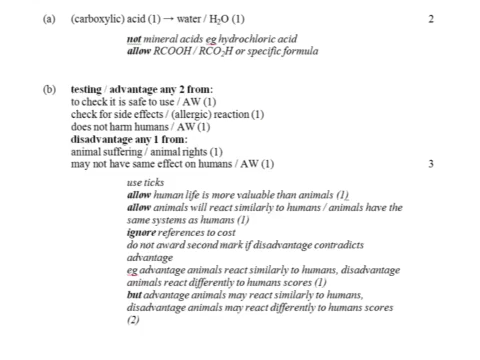 (a) (carboxylic) acid (1) → water / H₂O (1) 2
not mineral acids eg hydrochloric acid
allow RCOOH / RCO₂H or specific formula
(b) testing / advantage any 2 from:
to check it is safe to use / AW (1)
check for side effects / (allergic) reaction (1)
does not harm humans / AW (1)
disadvantage any 1 from:
animal suffering / animal rights (1)
may not have same effect on humans / AW (1) 3
use ticks
allow human life is more valuable than animals (1)
allow animals will react similarly to humans / animals have the
same systems as humans (1)
ignore references to cost
do not award second mark if disadvantage contradicts
advantage
eg advantage animals react similarly to humans, disadvantage
animals react differently to humans scores (1)
but advantage animals may react similarly to humans,
disadvantage animals may react differently to humans scores
(2)